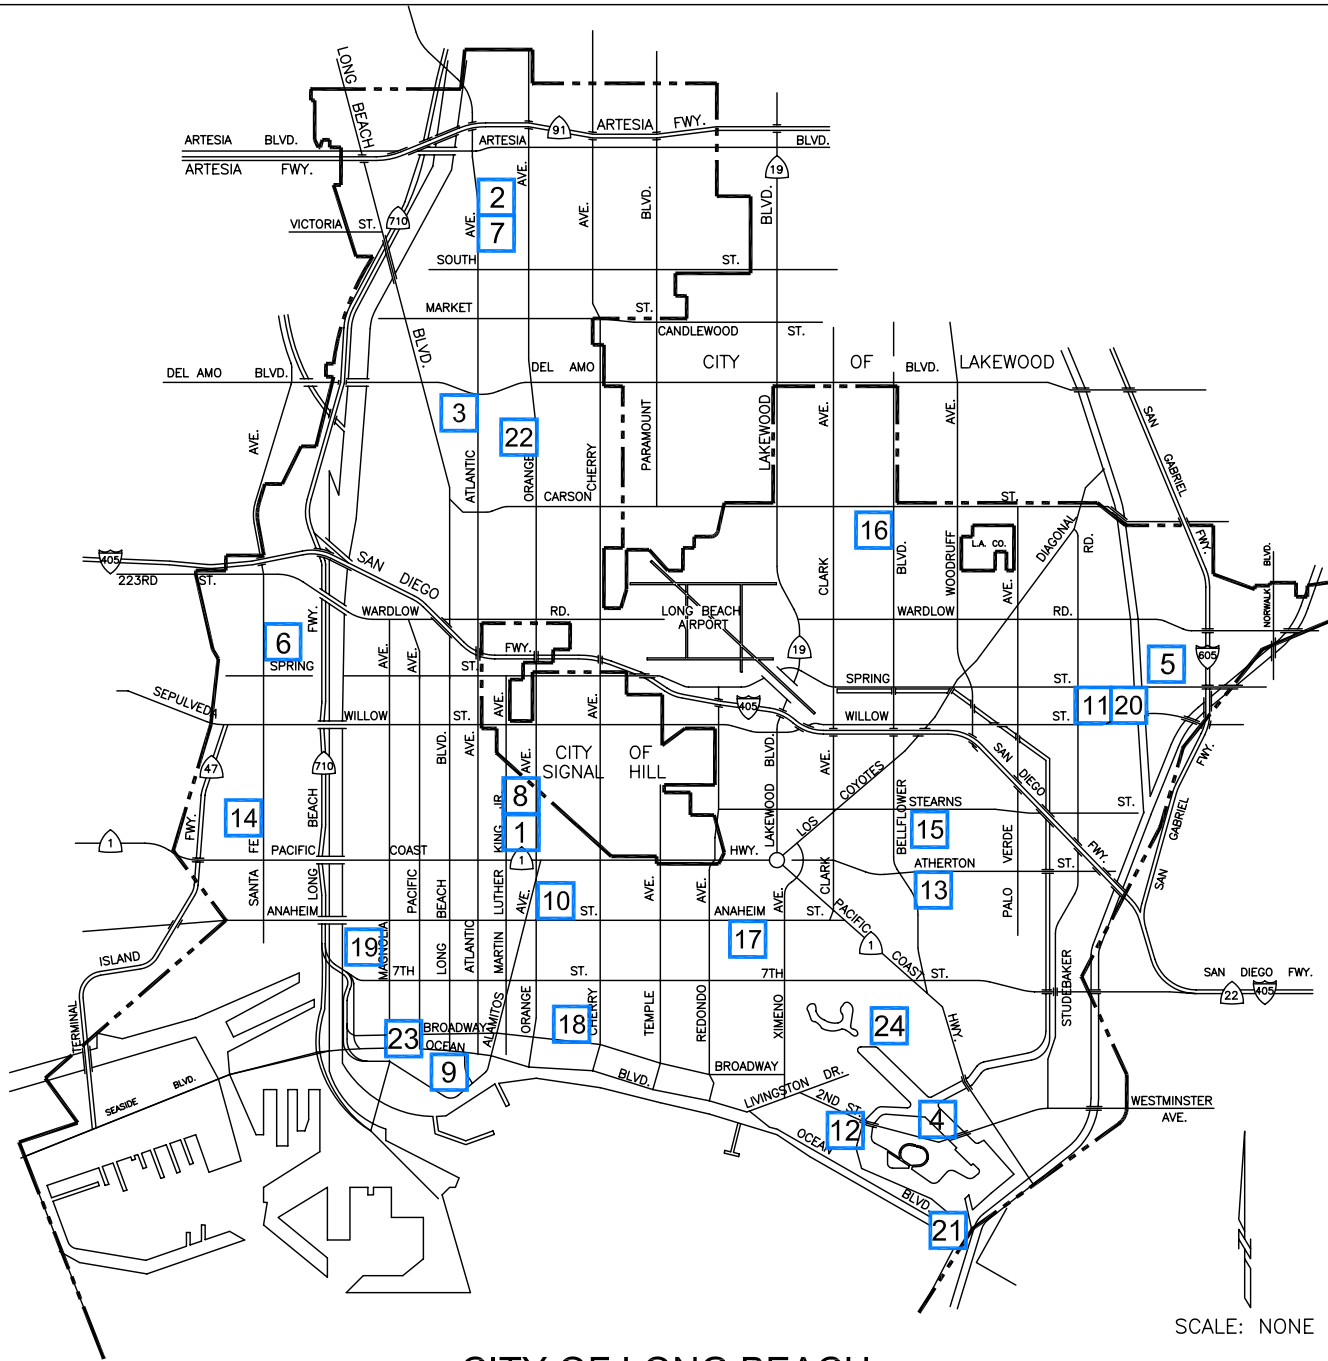 LONG BEACH
BLVD.
ARTESIA BLVD.
ARTESIA FWY.
91
ARTESIA FWY.
ARTESIA
BLVD.
19
BLVD.
AVE.
2
AVE.
BLVD.
VICTORIA ST.
710
AVE.
7
SOUTH ST.
MARKET ST.
CANDLEWOOD ST.
CITY OF LAKEWOOD
DEL AMO BLVD.
DEL AMO
BLVD.
3
22
AVE.
ATLANTIC
ORANGE
CHERRY
PARAMOUNT
LAKEWOOD
AVE.
AVE.
SAN GABRIEL FWY.
CARSON
ST.
16
L.A. CO.
DIAGONAL
RD.
405
SAN DIEGO
223RD ST.
CLARK
BLVD.
WOODRUFF
AVE.
NORWALK BLVD.
WARDLOW RD.
LONG BEACH
AIRPORT
WARDLOW RD.
6
FWY.
AVE.
AVE.
FWY.
19
605
5
SPRING
ST.
SPRING ST.
SEPULVEDA
WILLOW ST.
AVE.
AVE.
405
WILLOW ST.
11
20
BLVD.
AVE.
AVE.
CITY OF
SIGNAL HILL
BLVD.
AVE.
SAN DIEGO
FWY.
47
710
8
COYOTES
STEARNS
ST.
14
FWY.
BEACH
KING JR.
1
LAKEWOOD
LOS
BELLFLOWER
15
VERDE
FWY.
SAN GABRIEL
FWY.
1
FE
PACIFIC COAST
1
HWY.
CLARK
ATHERTON ST.
SANTA
LONG
PACIFIC
BEACH
LUTHER
AVE.
10
AVE.
AVE.
AVE.
PACIFIC
13
PALO
ANAHEIM
ST.
ANAHEIM ST.
19
MAGNOLIA
LONG
ATLANTIC
MARTIN
17
1
COAST
HWY.
ISLAND
7TH
ST.
7TH
ST.
STUDEBAKER
SAN DIEGO FWY.
22
405
TERMINAL
23
BROADWAY
ALAMITOS
ORANGE
18
CHERRY
TEMPLE
REDONDO
XIMENO
24
OCEAN
9
BLVD.
BROADWAY
LIVINGSTON DR.
2ND ST.
SEASIDE BLVD.
12
4
WESTMINSTER
AVE.
OCEAN
BLVD
21
N
SCALE: NONE
CITY OF LONG BEACH